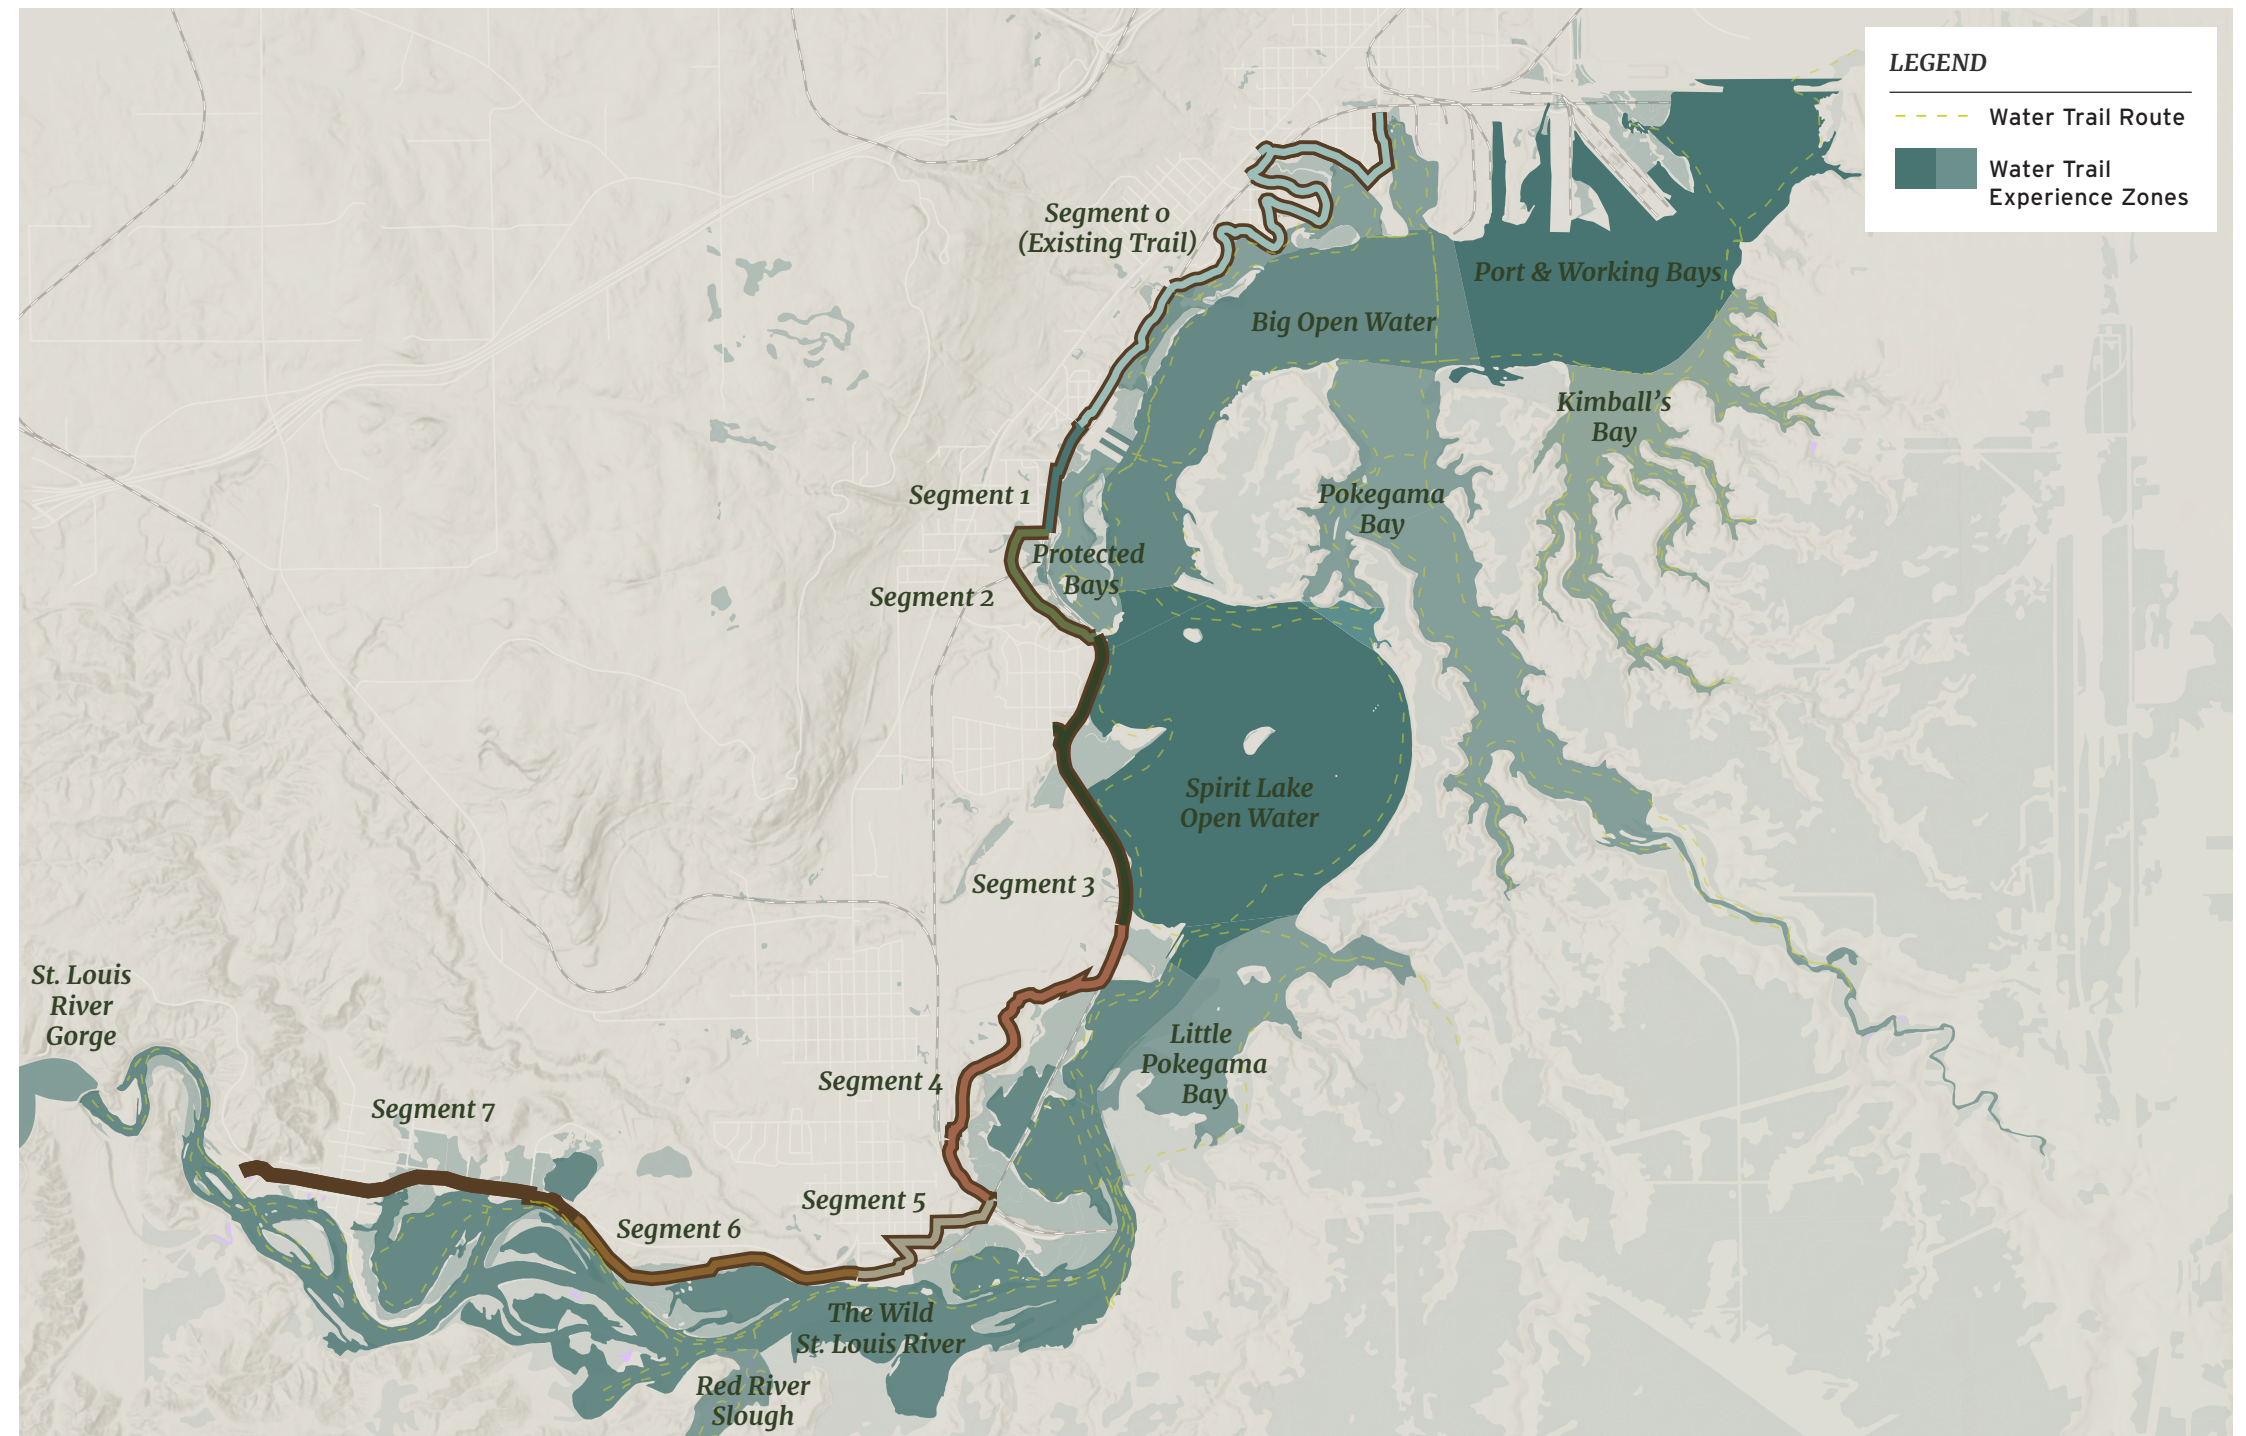 LEGEND
Water Trail Route
Water Trail
Experience Zones
Segment 0
(Existing Trail)
Port & Working Bays
Big Open Water
Kimball's
Bay
Segment 1
Pokegama
Bay
Protected
Bays
Segment 2
Spirit Lake
Open Water
Segment 3
St. Louis
River
Gorge
Little
Pokegama
Bay
Segment 4
Segment 7
Segment 5
Segment 6
The Wild
St. Louis River
Red River
Slough